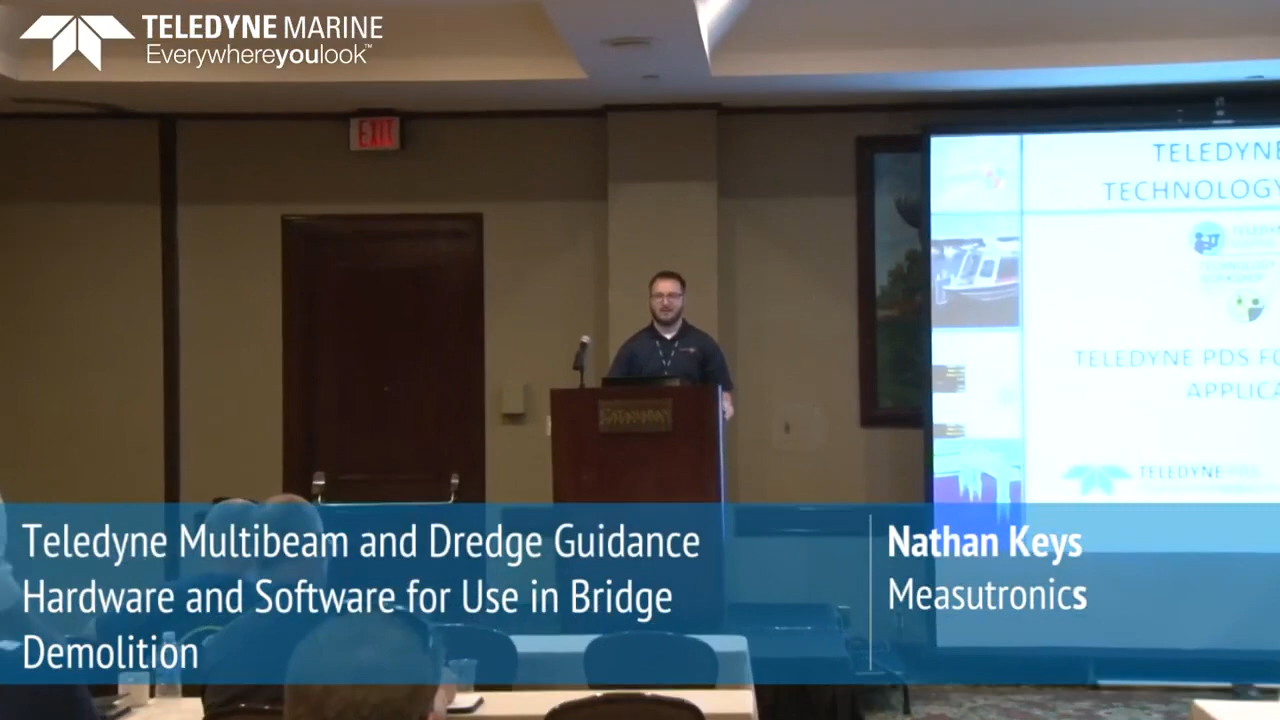 TELEDYNE MARINE
Everywhereyoulook™
EXIT
TELEDYNE
TECHNOLOGY
TELEDYNE PDS FO
APPLICA
TELEDYNE
Teledyne Multibeam and Dredge Guidance
Hardware and Software for Use in Bridge
Demolition
Nathan Keys
Measutronics